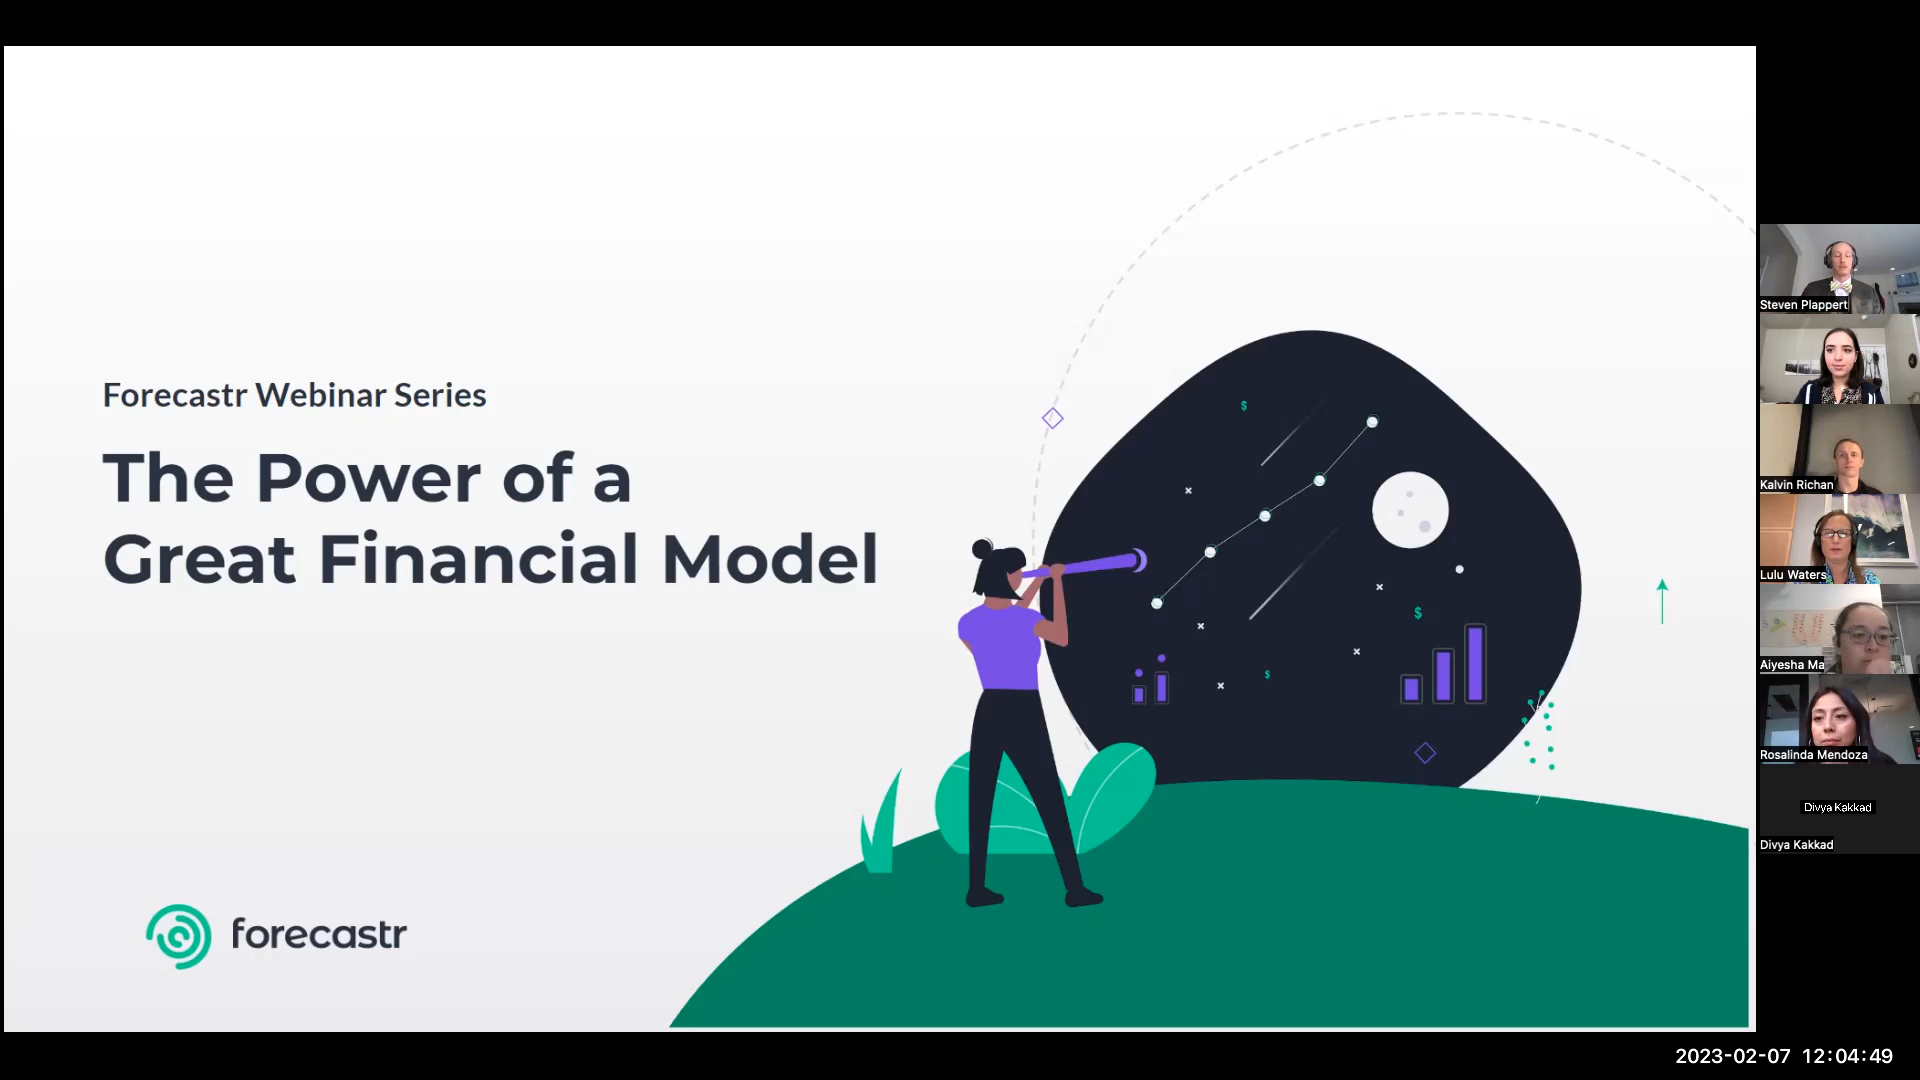 Forecastr Webinar Series
The Power of a
Great Financial Model
forecastr
$
$
$
Steven Plappert
Kalvin Richan
Lulu Waters
Aiyesha Ma
Rosalinda Mendoza
Divya Kakkad
Divya Kakkad
2023-02-07 12:04:49